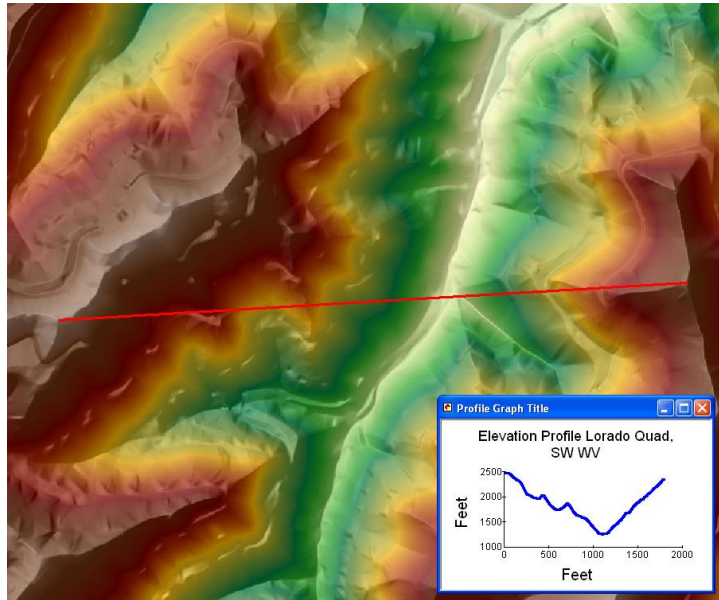 Profile Graph Title
Elevation Profile Lorado Quad,
SW WV
2500
2000
1500
1000
Feet
0
500
1000
1500
2000
Feet